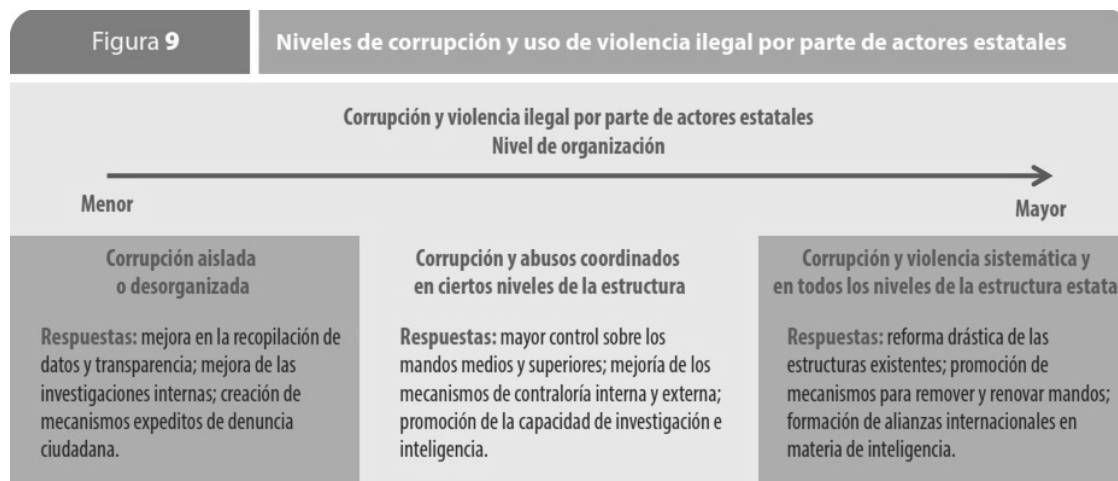 Figura 9
Niveles de corrupción y uso de violencia ilegal por parte de actores estatales
Corrupción y violencia ilegal por parte de actores estatales
Nivel de organización
Menor
Mayor
Corrupción aislada
o desorganizada
Respuestas: mejora en la recopilación de
datos y transparencia; mejora de las
investigaciones internas; creación de
mecanismos expeditos de denuncia
ciudadana.
Corrupción y abusos coordinados
en ciertos niveles de la estructura
Respuestas: mayor control sobre los
mandos medios y superiores; mejoría de los
mecanismos de contraloría interna y externa;
promoción de la capacidad de investigación e
inteligencia.
Corrupción y violencia sistemática y
en todos los niveles de la estructura estata
Respuestas: reforma drástica de las
estructuras existentes; promoción de
mecanismos para remover y renovar mandos;
formación de alianzas internacionales en
materia de inteligencia.